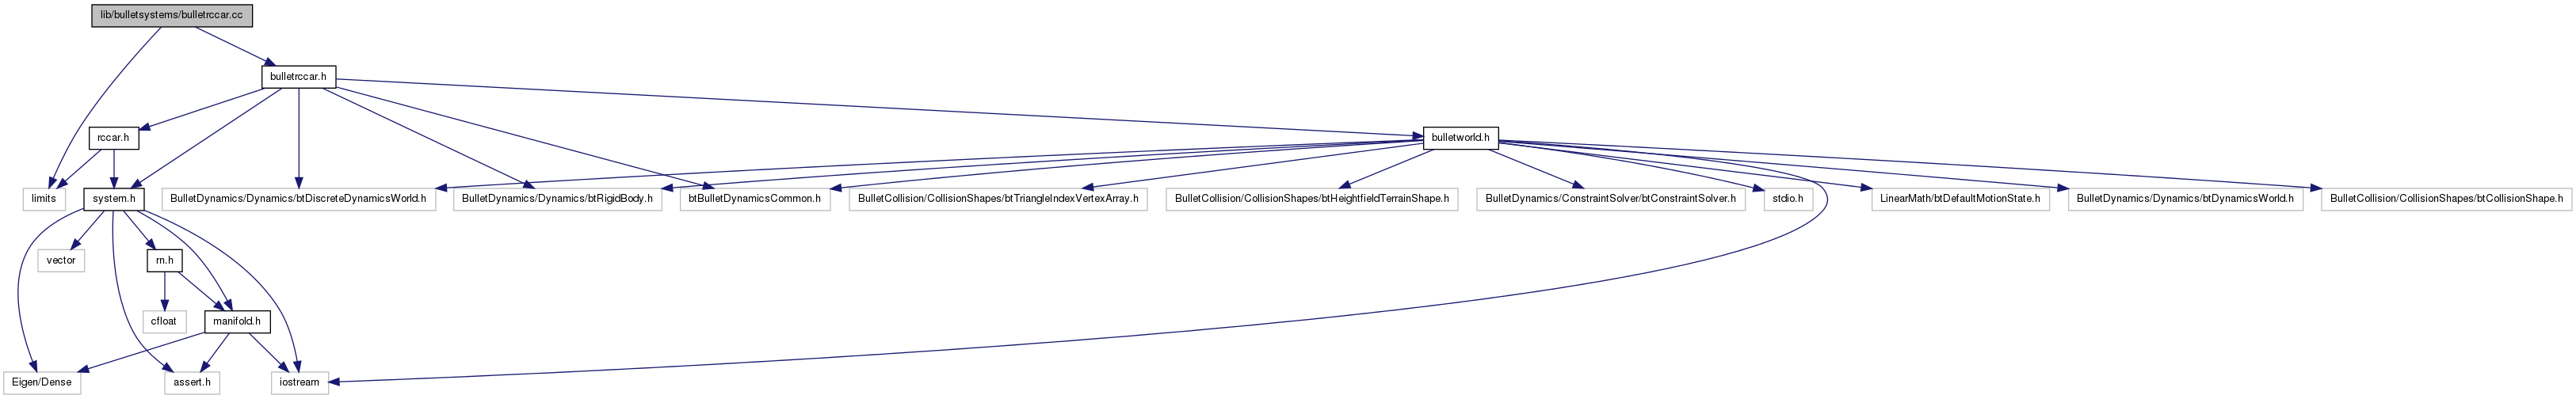 lib/bulletsystems/bulletrccar.cc
bulletrccar.h
rccar.h
bulletworld.h
limits
system.h
BulletDynamics/Dynamics/btDiscreteDynamicsWorld.h
BulletDynamics/Dynamics/btRigidBody.h
btBulletDynamicsCommon.h
BulletCollision/CollisionShapes/btTriangleIndexVertexArray.h
BulletCollision/CollisionShapes/btHeightfieldTerrainShape.h
BulletDynamics/ConstraintSolver/btConstraintSolver.h
stdio.h
LinearMath/btDefaultMotionState.h
BulletDynamics/Dynamics/btDynamicsWorld.h
BulletCollision/CollisionShapes/btCollisionShape.h
vector
rn.h
cfloat
manifold.h
Eigen/Dense
assert.h
iostream